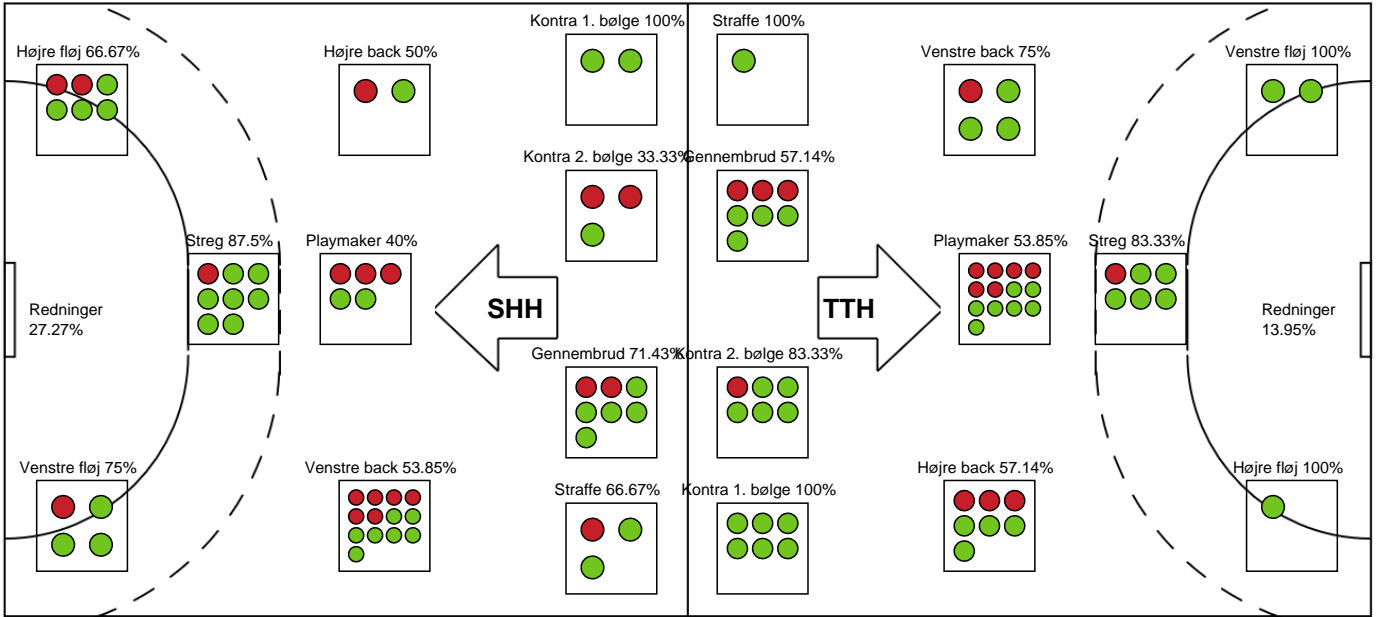 Kontra 1. bølge 100%
Straffe 100%
Højre fløj 66.67%
Højre back 50%
Venstre back 75%
Venstre fløj 100%
Kontra 2. bølge 33.33%
Gennembrud 57.14%
Streg 87.5%
Playmaker 40%
Playmaker 53.85%
Streg 83.33%
SHH
TTH
Redninger
27.27%
Redninger
13.95%
Gennembrud 71.43%
Kontra 2. bølge 83.33%
Venstre fløj 75%
Venstre back 53.85%
Højre back 57.14%
Højre fløj 100%
Straffe 66.67%
Kontra 1. bølge 100%